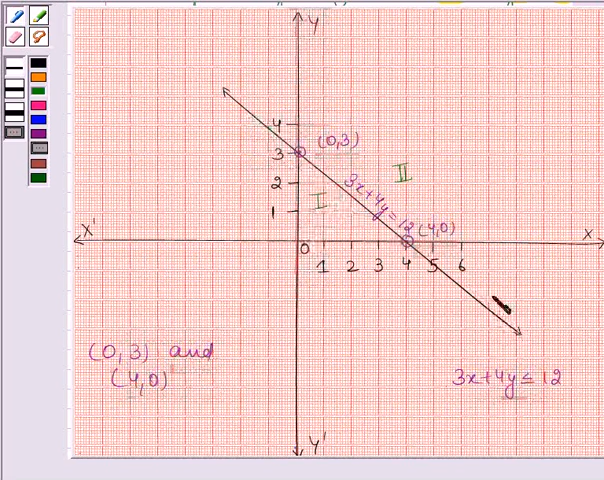 Y
4
(0,3)
3
II
2
3x+4y=12
I
1
(4,0)
X'
X
0
1 2 3 4 5 6
(0,3) and
(4,0)
3x+4y≤12
Y'